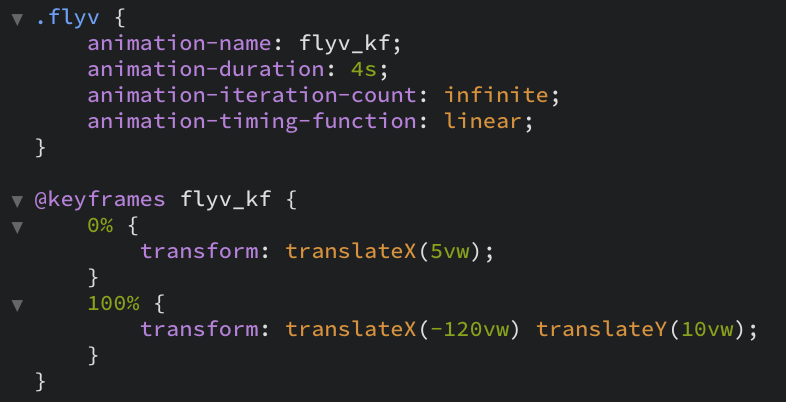 .flyv {
    animation-name: flyv_kf;
    animation-duration: 4s;
    animation-iteration-count: infinite;
    animation-timing-function: linear;
}

@keyframes flyv_kf {
    0% {
        transform: translateX(5vw);
    }
    100% {
        transform: translateX(-120vw) translateY(10vw);
    }
}